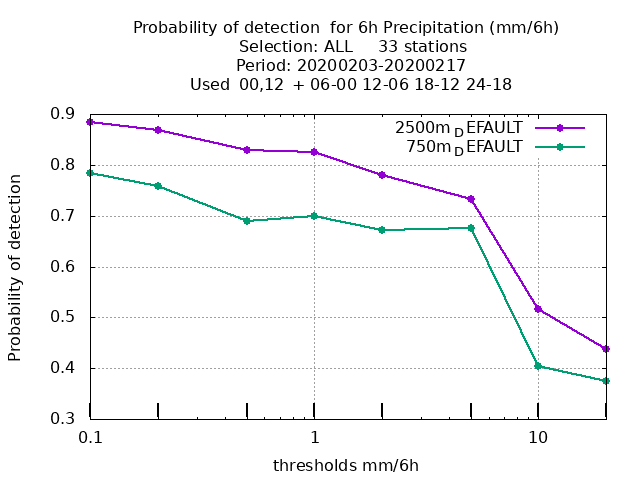 Probability of detection  for 6h Precipitation (mm/6h)
Selection: ALL     33 stations
Period: 20200203-20200217
Used  00,12  + 06-00 12-06 18-12 24-18
2500m_DEFAULT
750m_DEFAULT
Probability of detection
0.9
0.8
0.7
0.6
0.5
0.4
0.3
0.1
1
10
thresholds mm/6h